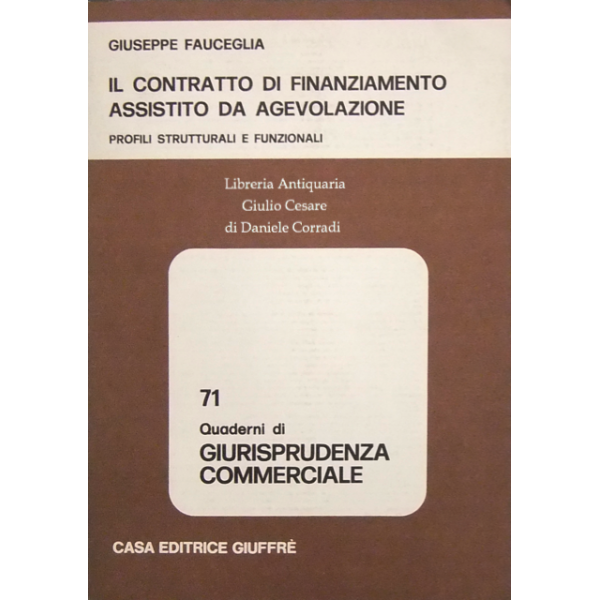 GIUSEPPE FAUCEGLIA
IL CONTRATTO DI FINANZIAMENTO
ASSISTITO DA AGEVOLAZIONE
PROFILI STRUTTURALI E FUNZIONALI
Libreria Antiquaria
Giulio Cesare
di Daniele Corradi
71
Quaderni di
GIURISPRUDENZA
COMMERCIALE
CASA EDITRICE GIUFFRÈ